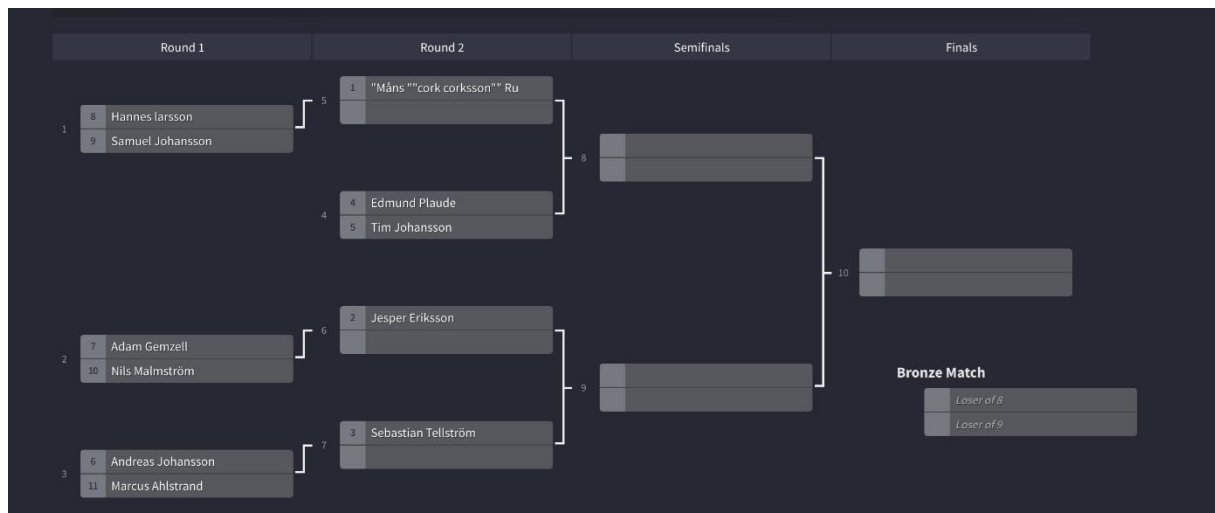 Round 1
Round 2
Semifinals
Finals
1
8 Hannes larsson
9 Samuel Johansson
2
7 Adam Gemzell
10 Nils Malmström
3
6 Andreas Johansson
11 Marcus Ahlstrand
5
1 "Måns ""cork corksson"" Ru
4
4 Edmund Plaude
5 Tim Johansson
6
2 Jesper Eriksson
7
3 Sebastian Tellström
8
9
10
Bronze Match
Loser of 8
Loser of 9